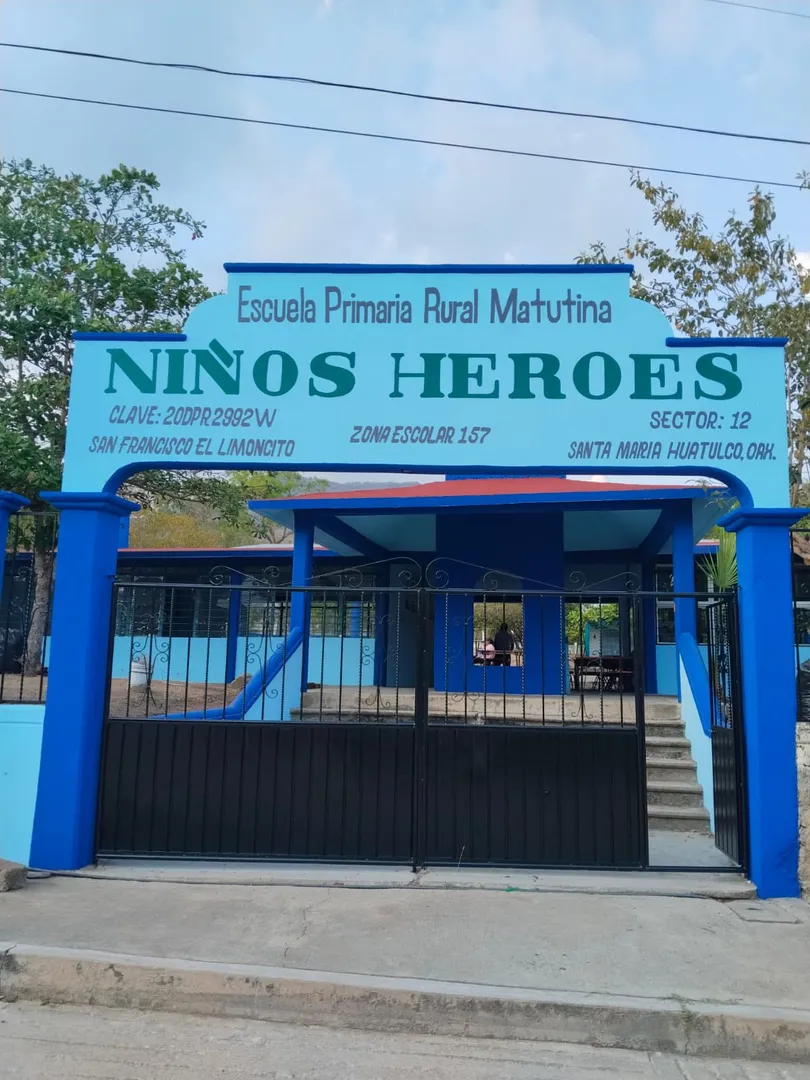 Escuela Primaria Rural Matutina
NIÑOS HEROES
CLAVE: 20DPR2992W
SECTOR: 12
SAN FRANCISCO EL LIMONCITO
ZONA ESCOLAR 157
SANTA MARIA HUATULCO, OAX.